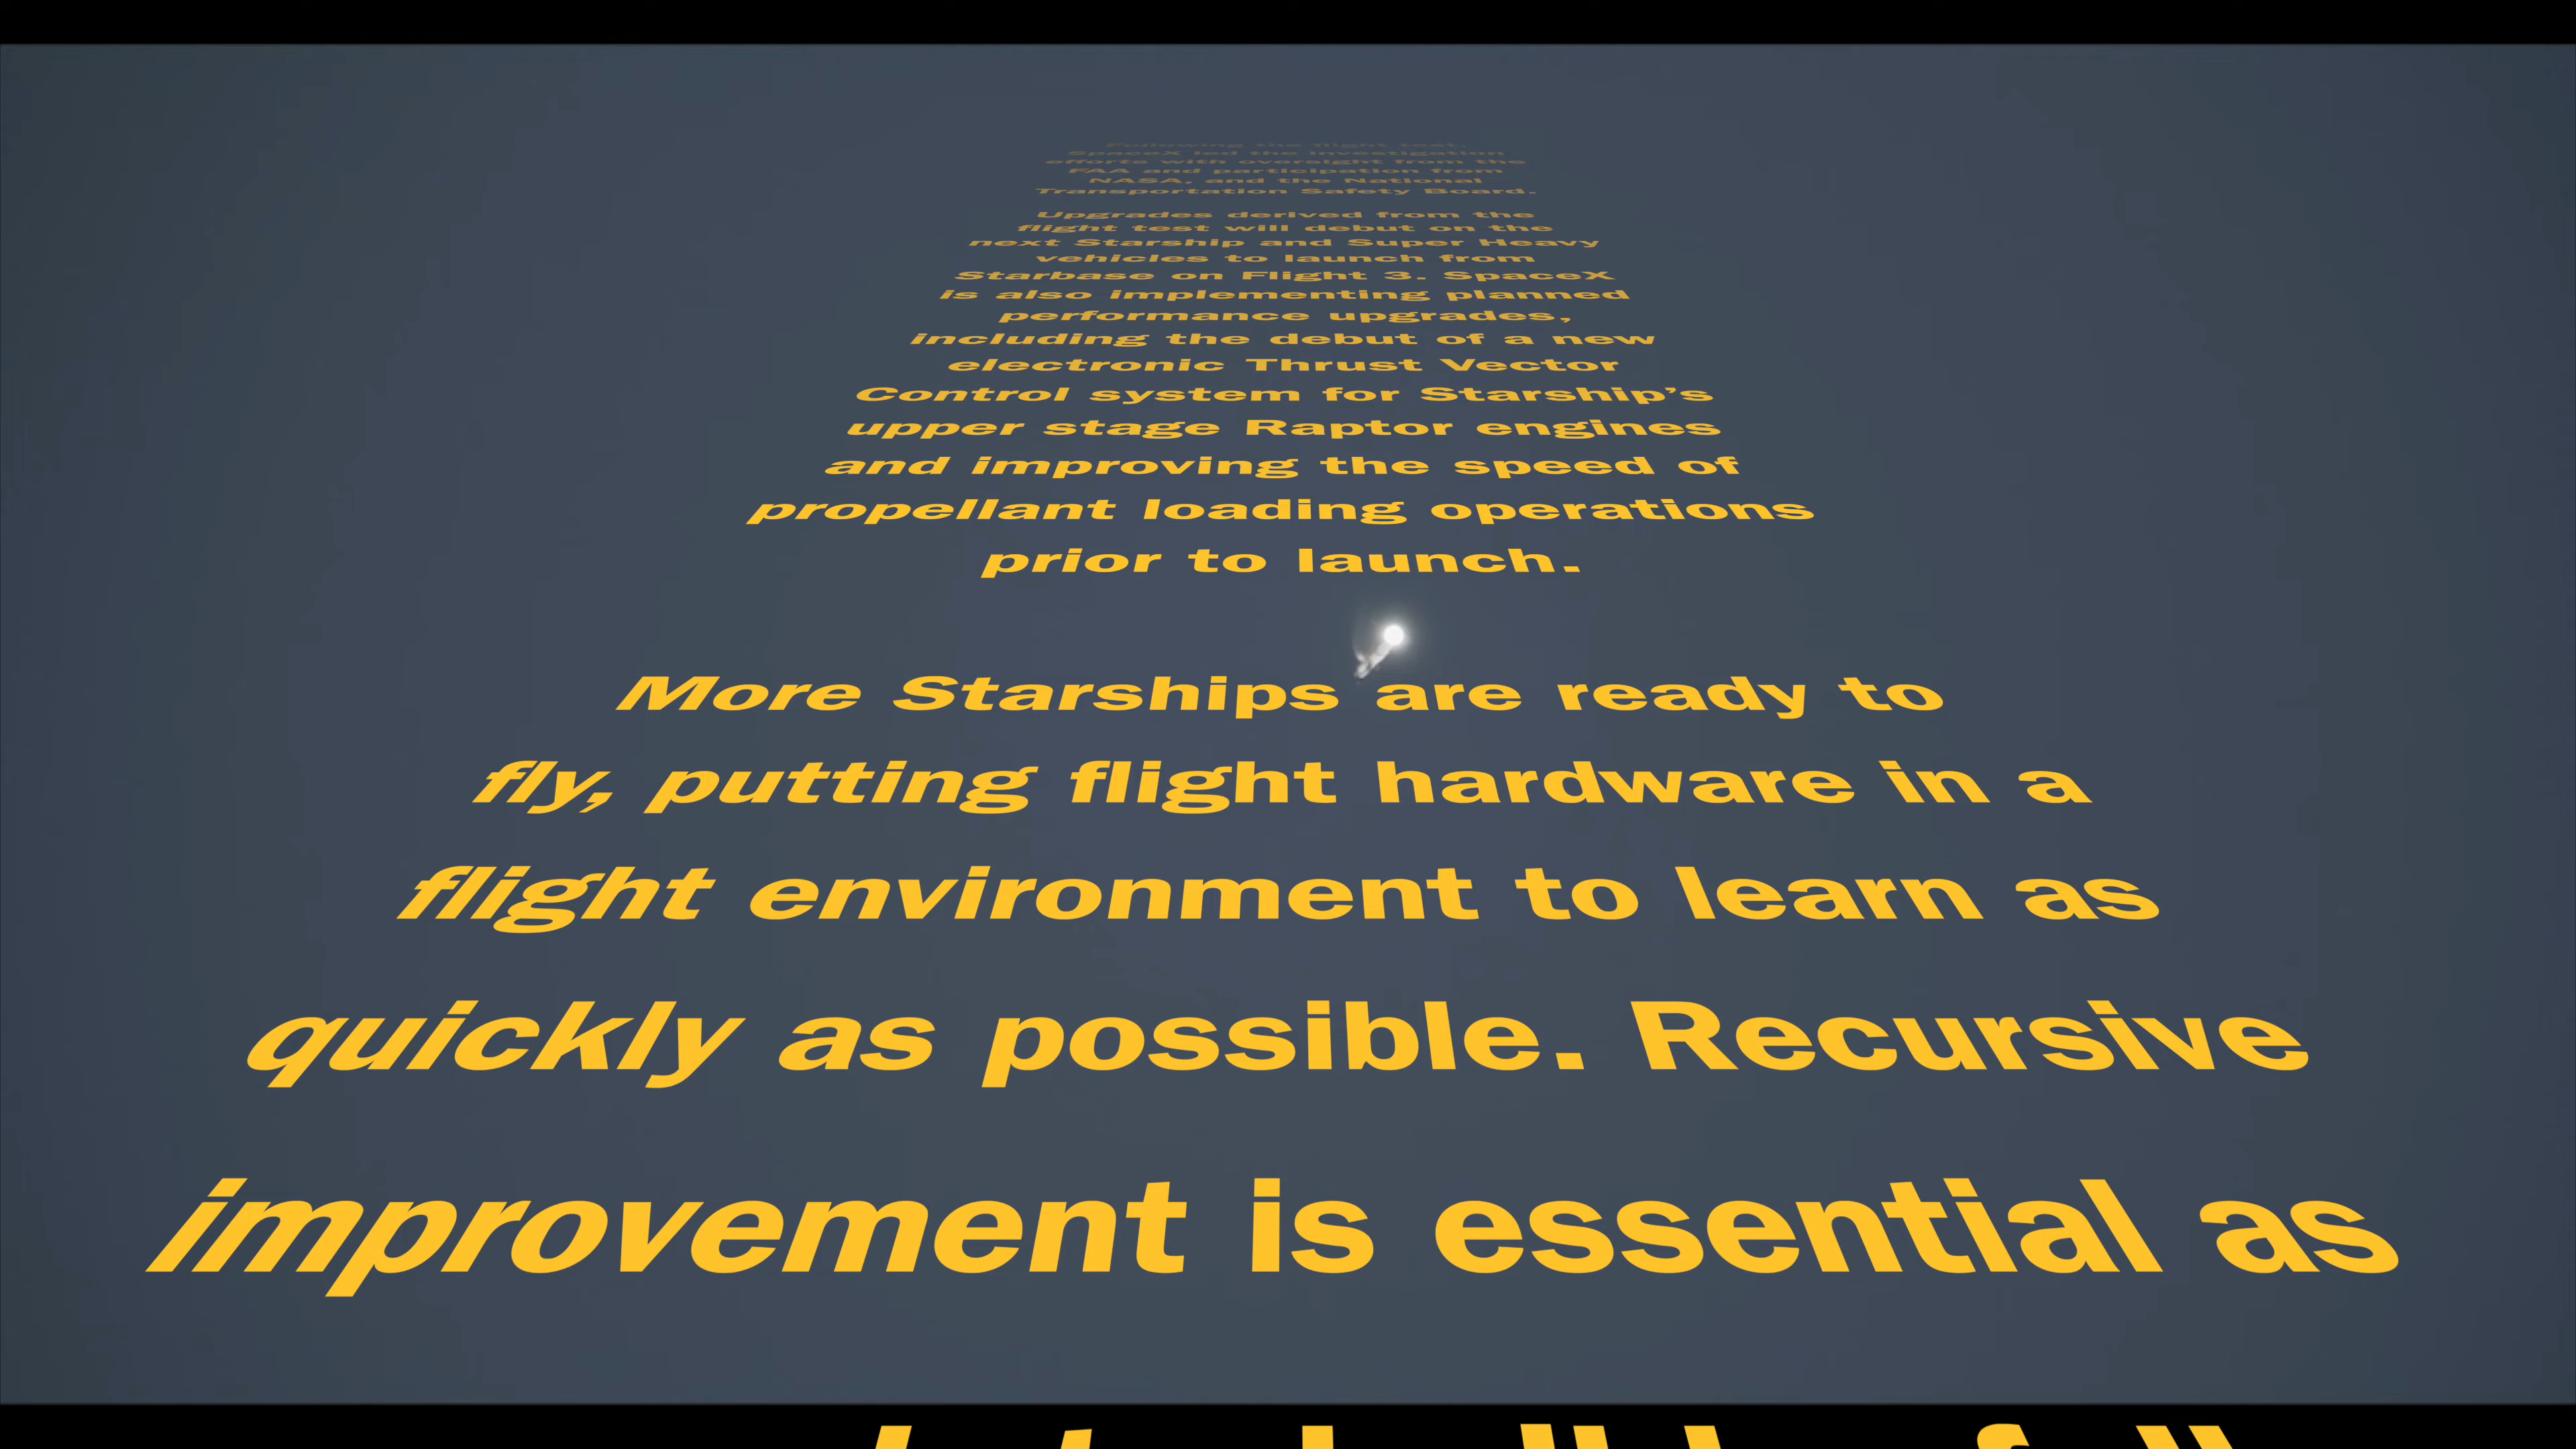 Following the flight test,
SpaceX led the investigation
efforts with oversight from the
FAA and participation from
NASA, and the National
Transportation Safety Board.
Upgrades derived from the
flight test will debut on the
next Starship and Super Heavy
vehicles to launch from
Starbase on Flight 3. SpaceX
is also implementing planned
performance upgrades,
including the debut of a new
electronic Thrust Vector
Control system for Starship’s
upper stage Raptor engines
and improving the speed of
propellant loading operations
prior to launch.
More Starships are ready to
fly, putting flight hardware in a
flight environment to learn as
quickly as possible. Recursive
improvement is essential as